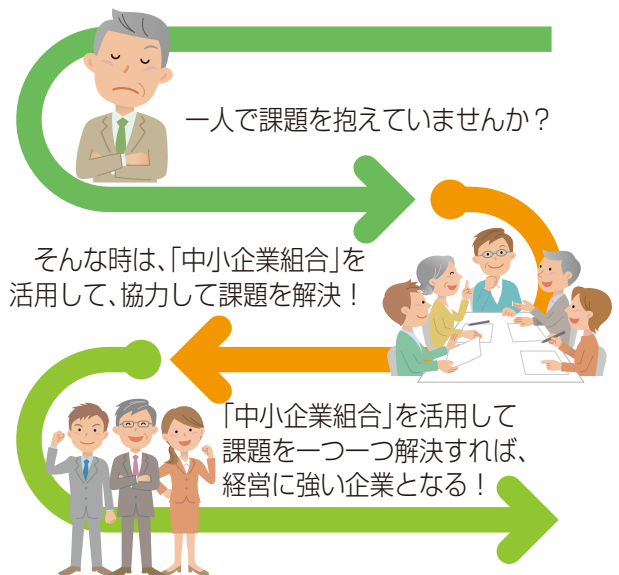 一人で課題を抱えていませんか？
そんな時は、「中小企業組合」を
活用して、協力して課題を解決！
「中小企業組合」を活用して
課題を一つ一つ解決すれば、
経営に強い企業となる！